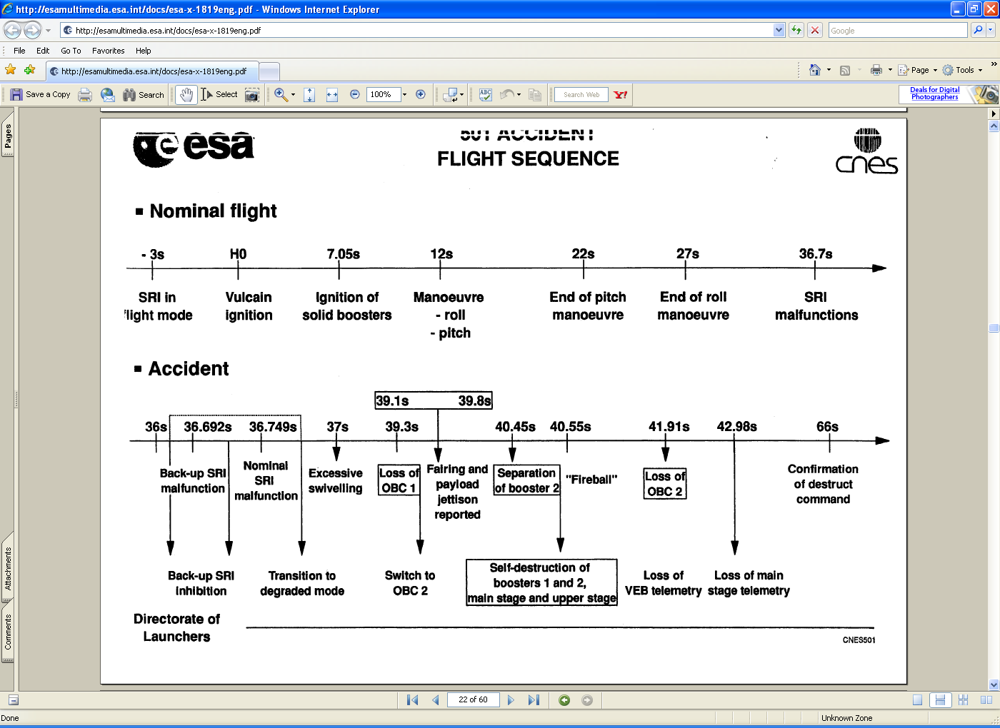 http://esamultimedia.esa.int/docs/esa-x-1819eng.pdf - Windows Internet Explorer
http://esamultimedia.esa.int/docs/esa-x-1819eng.pdf
Google
File Edit Go To Favorites Help
http://esamultimedia.esa.int/docs/esa-x-1819eng.pdf
Page Tools
Save a Copy Search Select 100% Search Web Y!
Deals for Digital
Photographers
Pages
Attachments
Comments
esa
501 ACCIDENT
FLIGHT SEQUENCE
cnes
Nominal flight
- 3s H0 7.05s 12s 22s 27s 36.7s
SRI in
flight mode
Vulcain
ignition
Ignition of
solid boosters
Manoeuvre
- roll
- pitch
End of pitch
manoeuvre
End of roll
manoeuvre
SRI
malfunctions
Accident
39.1s 39.8s
36s 36.692s 36.749s 37s 39.3s 40.45s 40.55s 41.91s 42.98s 66s
Back-up SRI
malfunction
Nominal
SRI
malfunction
Excessive
swivelling
Loss of
OBC 1
Fairing and
payload
jettison
reported
Separation
of booster 2
"Fireball"
Loss of
OBC 2
Confirmation
of destruct
command
Back-up SRI
inhibition
Transition to
degraded mode
Switch to
OBC 2
Self-destruction of
boosters 1 and 2,
main stage and upper stage
Loss of
VEB telemetry
Loss of main
stage telemetry
Directorate of
Launchers
CNES501
22 of 60
Done
Unknown Zone